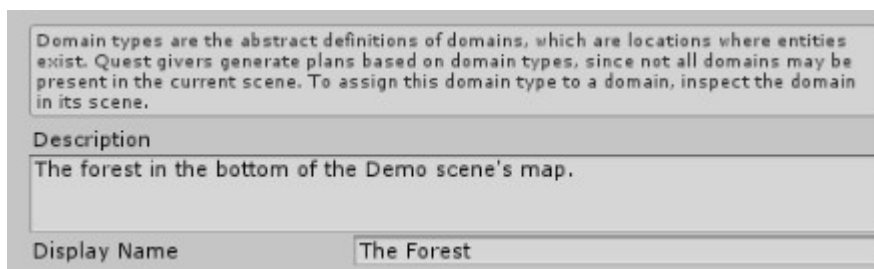 Domain types are the abstract definitions of domains, which are locations where entities
exist. Quest givers generate plans based on domain types, since not all domains may be
present in the current scene. To assign this domain type to a domain, inspect the domain
in its scene.
Description
The forest in the bottom of the Demo scene's map.
Display Name The Forest